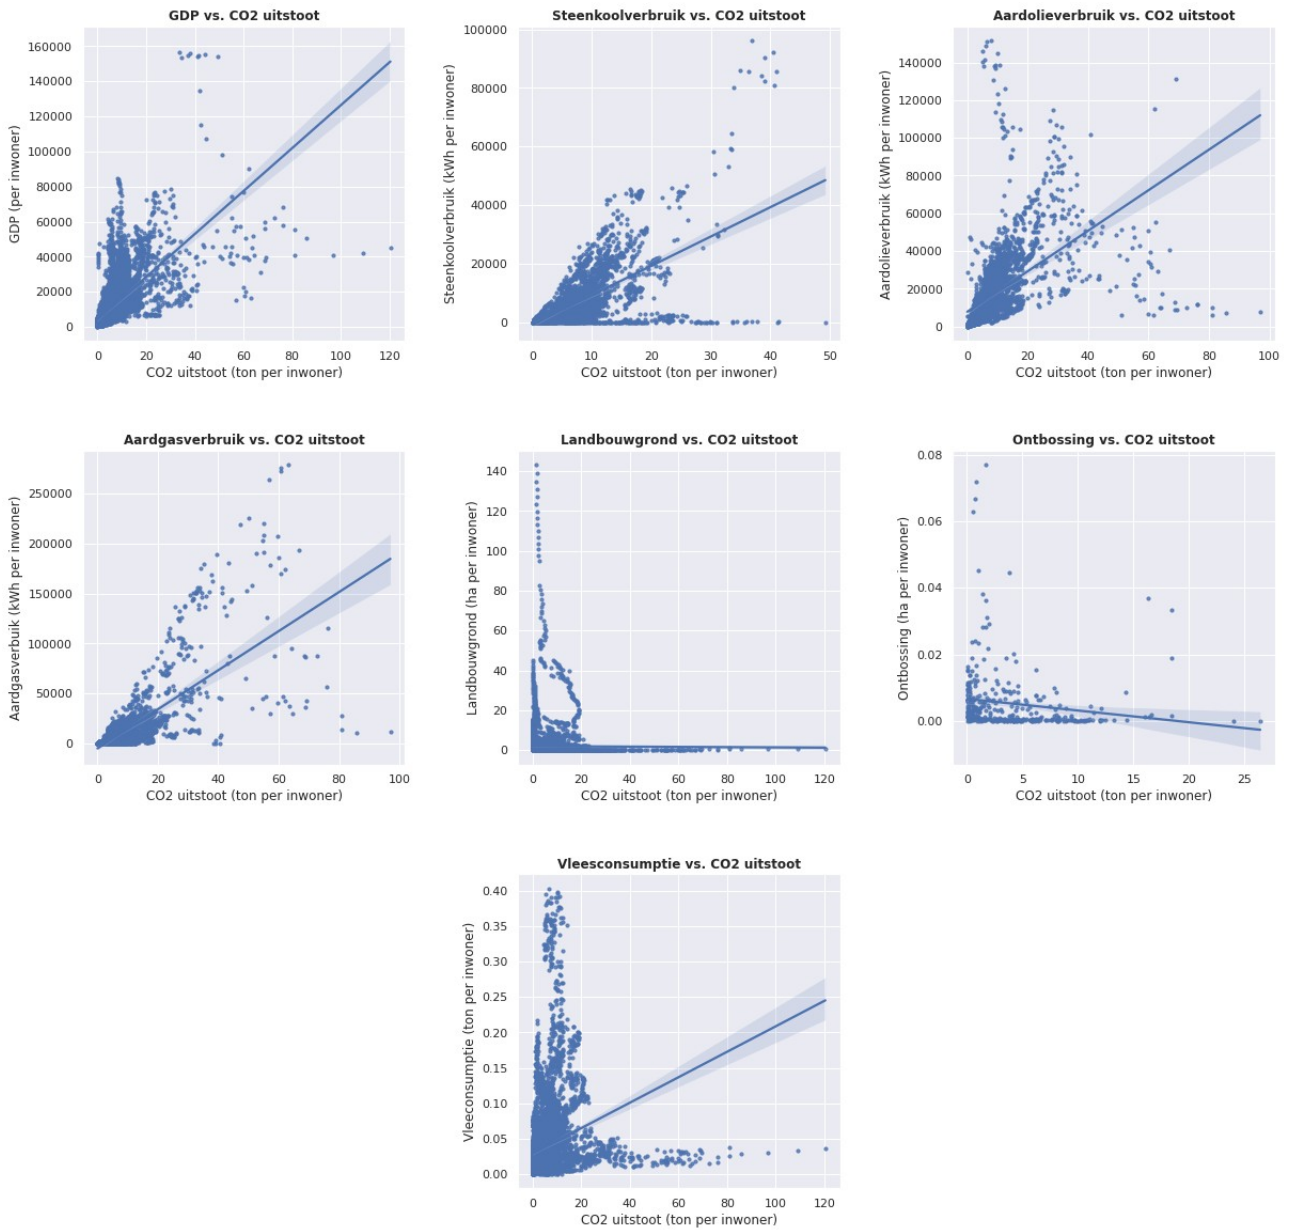 GDP vs. CO2 uitstoot
160000
140000
120000
100000
80000
60000
40000
20000
0
GDP (per inwoner)
0 20 40 60 80 100 120
CO2 uitstoot (ton per inwoner)
Steenkoolverbruik vs. CO2 uitstoot
100000
80000
60000
40000
20000
0
Steenkoolverbruik (kWh per inwoner)
0 10 20 30 40 50
CO2 uitstoot (ton per inwoner)
Aardolieverbruik vs. CO2 uitstoot
140000
120000
100000
80000
60000
40000
20000
0
Aardolieverbruik (kWh per inwoner)
0 20 40 60 80 100
CO2 uitstoot (ton per inwoner)
Aardgasverbruik vs. CO2 uitstoot
250000
200000
150000
100000
50000
0
Aardgasverbuik (kWh per inwoner)
0 20 40 60 80 100
CO2 uitstoot (ton per inwoner)
Landbouwgrond vs. CO2 uitstoot
140
120
100
80
60
40
20
0
Landbouwgrond (ha per inwoner)
0 20 40 60 80 100 120
CO2 uitstoot (ton per inwoner)
Ontbossing vs. CO2 uitstoot
0.08
0.06
0.04
0.02
0.00
Ontbossing (ha per inwoner)
0 5 10 15 20 25
CO2 uitstoot (ton per inwoner)
Vleesconsumptie vs. CO2 uitstoot
0.40
0.35
0.30
0.25
0.20
0.15
0.10
0.05
0.00
Vleeconsumptie (ton per inwoner)
0 20 40 60 80 100 120
CO2 uitstoot (ton per inwoner)